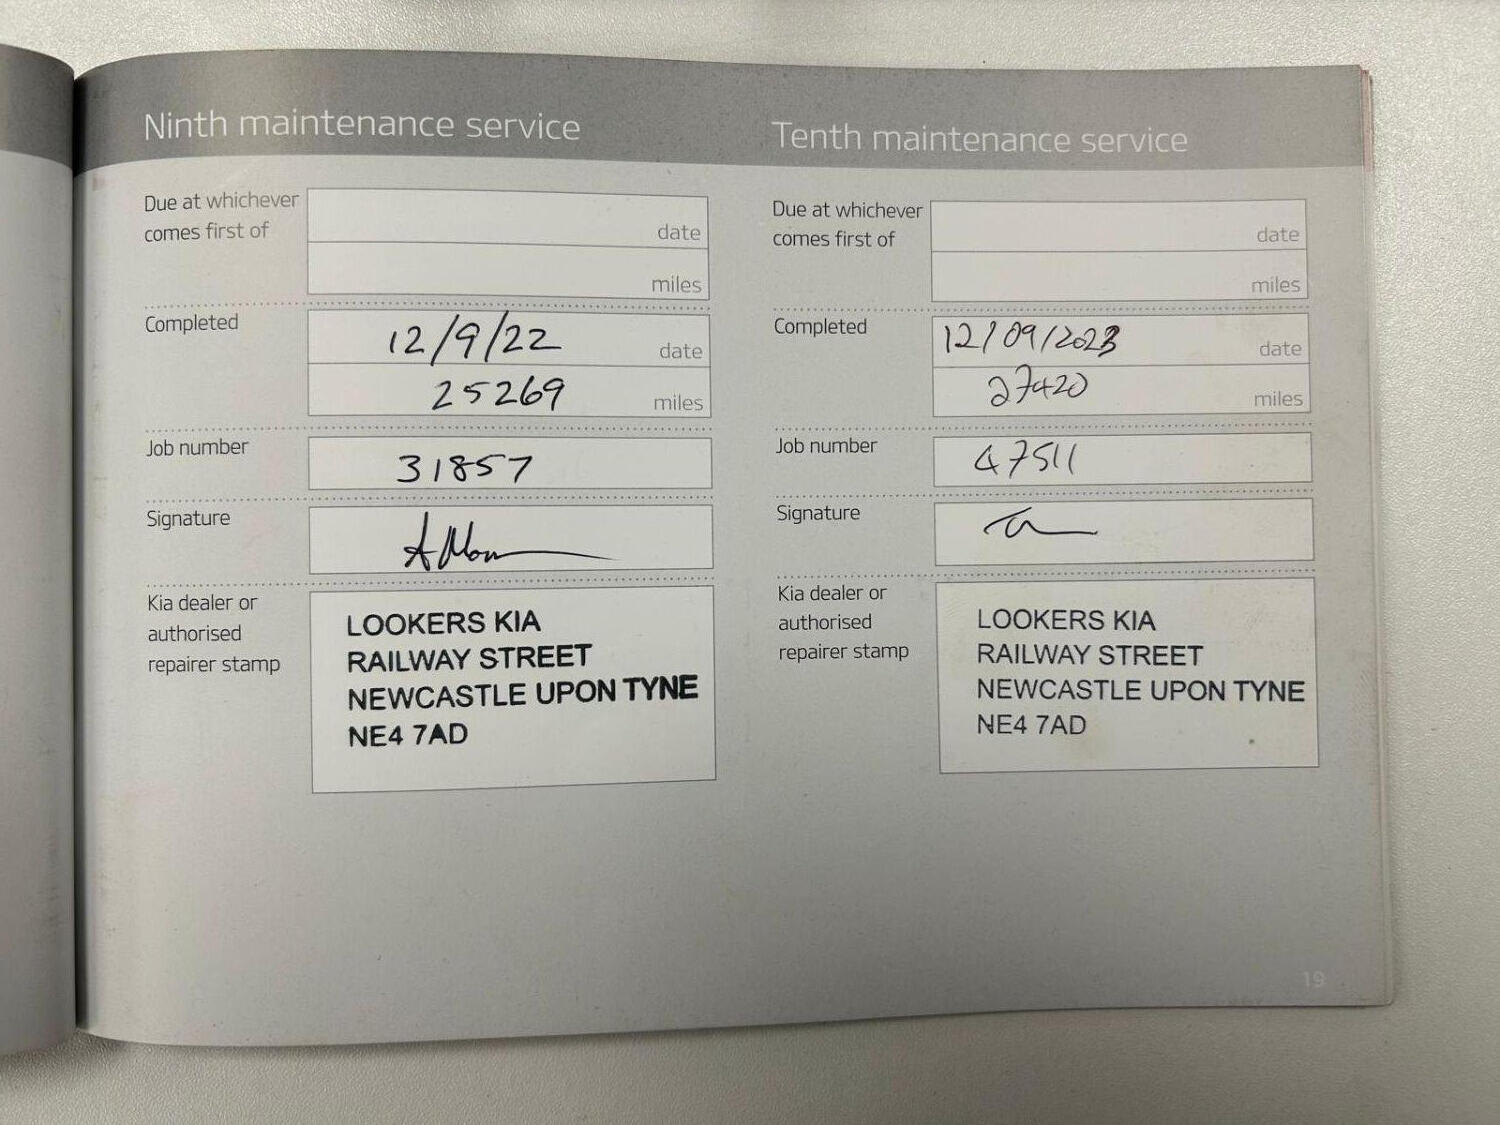 Ninth maintenance service
Due at whichever
comes first of
date
miles
Completed
12/9/22 date
25269 miles
Job number
31857
Signature
Kia dealer or
authorised
repairer stamp
LOOKERS KIA
RAILWAY STREET
NEWCASTLE UPON TYNE
NE4 7AD
Tenth maintenance service
Due at whichever
comes first of
date
miles
Completed
12/09/2023 date
27420 miles
Job number
47511
Signature
Kia dealer or
authorised
repairer stamp
LOOKERS KIA
RAILWAY STREET
NEWCASTLE UPON TYNE
NE4 7AD
19